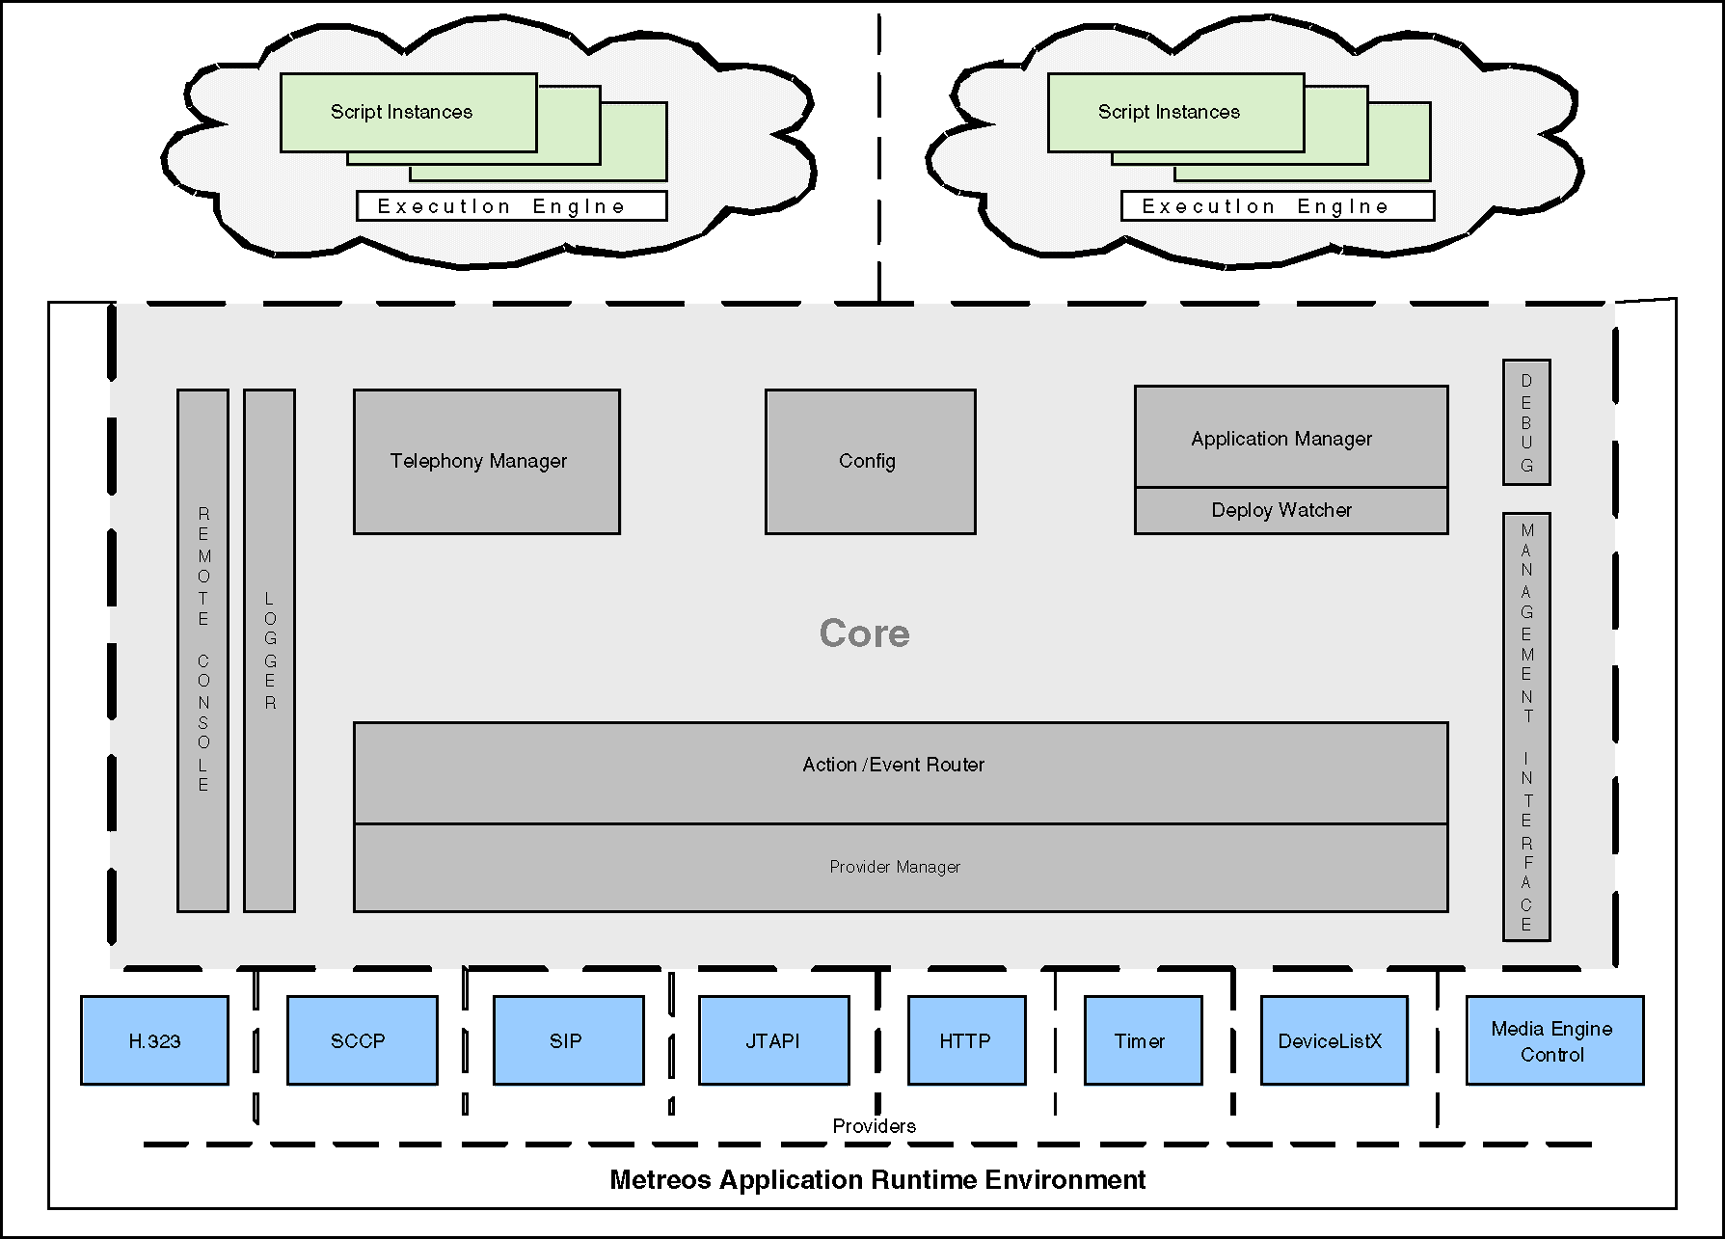 Script Instances
Script Instances
Execution Engine
Execution Engine
DEBUG
Telephony Manager
Config
Application Manager
Deploy Watcher
REMOTE CONSOLE
LOGGER
MANAGEMENT INTERFACE
Core
Action /Event Router
Provider Manager
H.323
SCCP
SIP
JTAPI
HTTP
Timer
DeviceListX
Media Engine
Control
Providers
Metreos Application Runtime Environment